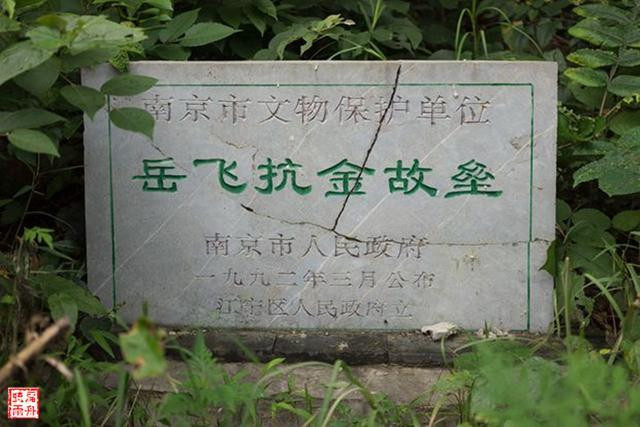 南京市文物保护单位
岳飞抗金故垒
南京市人民政府
一九九二年三月公布
江宁区人民政府立